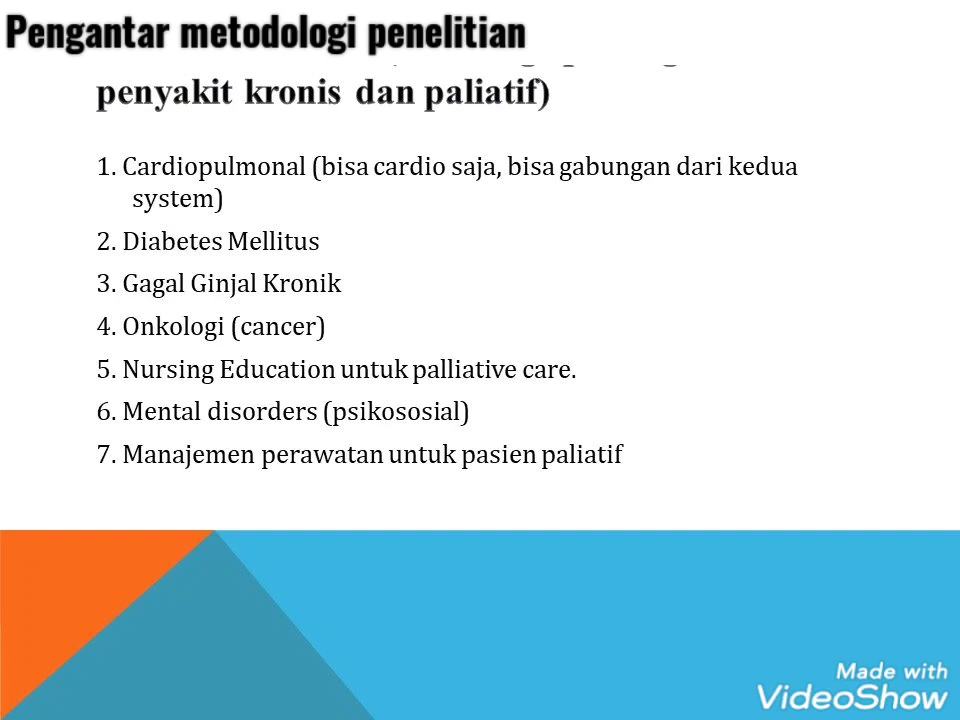 Pengantar metodologi penelitian
penyakit kronis dan paliatif)
1. Cardiopulmonal (bisa cardio saja, bisa gabungan dari kedua
system)
2. Diabetes Mellitus
3. Gagal Ginjal Kronik
4. Onkologi (cancer)
5. Nursing Education untuk palliative care.
6. Mental disorders (psikososial)
7. Manajemen perawatan untuk pasien paliatif
Made with
VideoShow